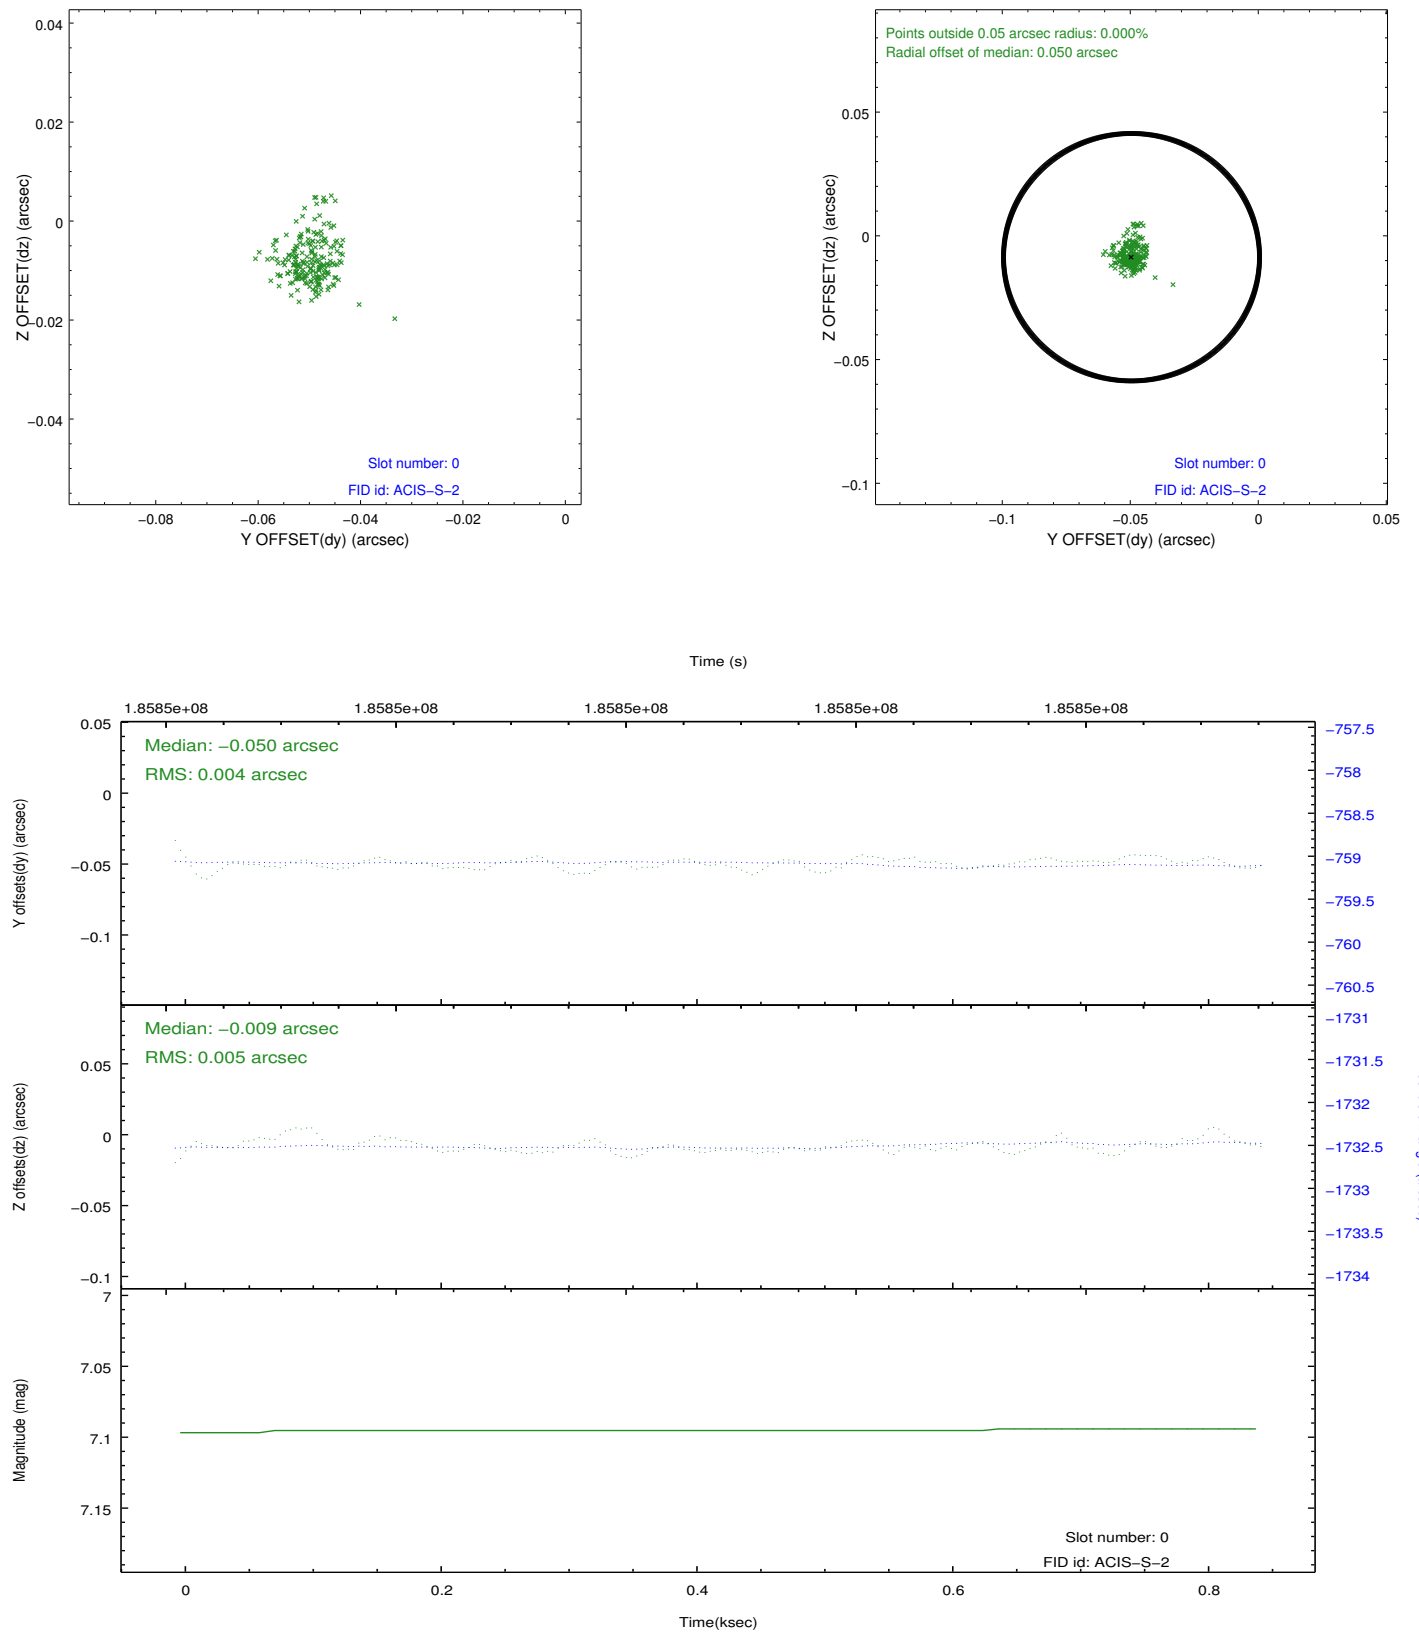 0.04
0.02
0
−0.02
−0.04
Z OFFSET(dz) (arcsec)
Slot number: 0
FID id: ACIS−S−2
−0.08
−0.06
−0.04
−0.02
0
Y OFFSET(dy) (arcsec)
Points outside 0.05 arcsec radius: 0.000%
Radial offset of median: 0.050 arcsec
0.05
0
−0.05
−0.1
Z OFFSET(dz) (arcsec)
Slot number: 0
FID id: ACIS−S−2
−0.1
−0.05
0
0.05
Y OFFSET(dy) (arcsec)
Time (s)
1.8585e+08
1.8585e+08
1.8585e+08
1.8585e+08
1.8585e+08
Median: −0.050 arcsec
RMS: 0.004 arcsec
0.05
0
−0.05
−0.1
Y offsets(dy) (arcsec)
−757.5
−758
−758.5
−759
−759.5
−760
−760.5
Median: −0.009 arcsec
RMS: 0.005 arcsec
0.05
0
−0.05
−0.1
Z offsets(dz) (arcsec)
−1731
−1731.5
−1732
−1732.5
−1733
−1733.5
−1734
7
7.05
7.1
7.15
Magnitude (mag)
Slot number: 0
FID id: ACIS−S−2
0
0.2
0.4
0.6
0.8
Time(ksec)